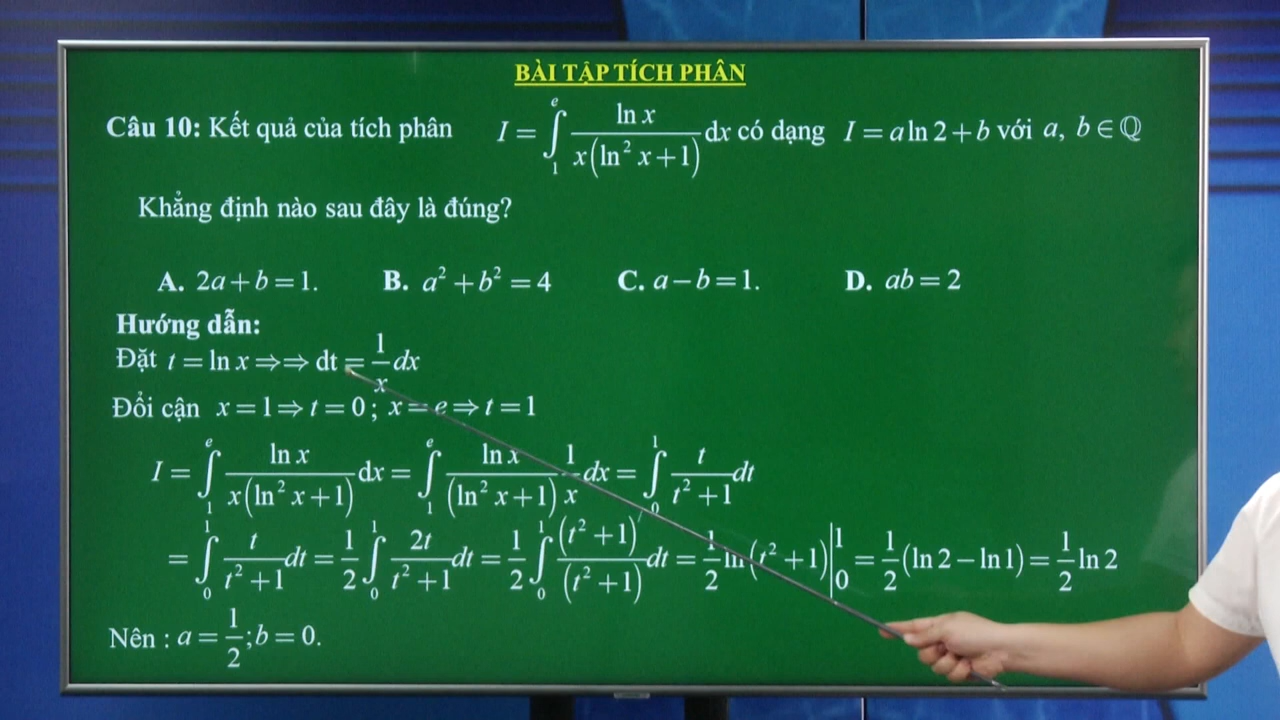 BÀI TẬP TÍCH PHÂN
Câu 10: Kết quả của tích phân I = ∫₁ᵉ ln x / (x(ln² x + 1)) dx có dạng I = a ln 2 + b với a, b ∈ ℚ
Khẳng định nào sau đây là đúng?
A. 2a + b = 1. B. a² + b² = 4 C. a − b = 1. D. ab = 2
Hướng dẫn:
Đặt t = ln x ⇒⇒ dt = 1/x dx
Đổi cận x = 1 ⇒ t = 0 ; x = e ⇒ t = 1
I = ∫₁ᵉ ln x / (x(ln² x + 1)) dx = ∫₁ᵉ ln x / (ln² x + 1) 1/x dx = ∫₀¹ t / (t² + 1) dt
= ∫₀¹ t / (t² + 1) dt = 1/2 ∫₀¹ 2t / (t² + 1) dt = 1/2 ∫₀¹ (t² + 1)' / (t² + 1) dt = 1/2 ln (t² + 1)|₀¹ = 1/2 (ln 2 − ln 1) = 1/2 ln 2
Nên : a = 1/2 ; b = 0.